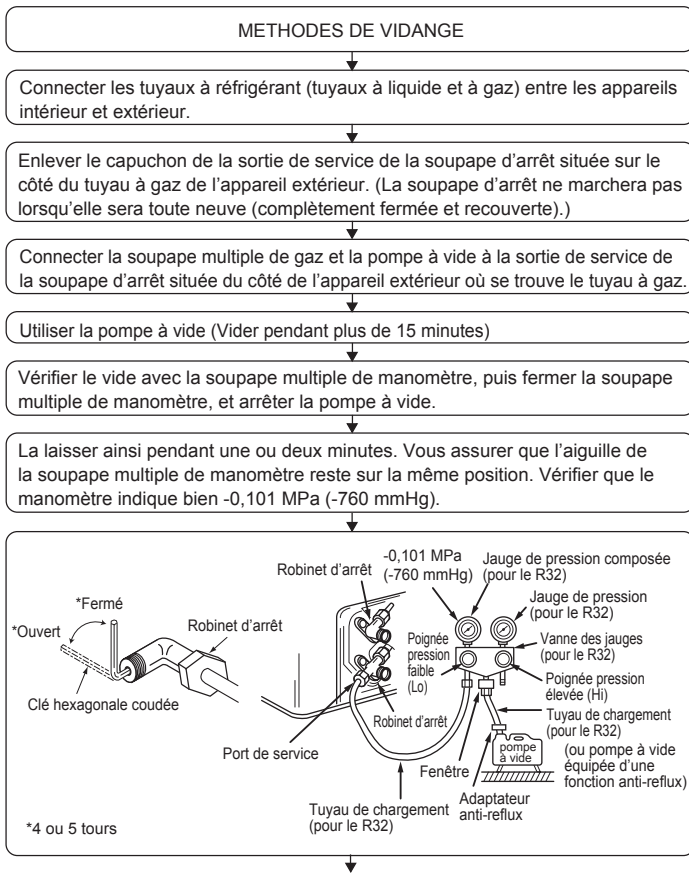 METHODES DE VIDANGE
Connecter les tuyaux à réfrigérant (tuyaux à liquide et à gaz) entre les appareils
intérieur et extérieur.
Enlever le capuchon de la sortie de service de la soupape d’arrêt située sur le
côté du tuyau à gaz de l’appareil extérieur. (La soupape d’arrêt ne marchera pas
lorsqu’elle sera toute neuve (complètement fermée et recouverte).)
Connecter la soupape multiple de gaz et la pompe à vide à la sortie de service de
la soupape d’arrêt située du côté de l’appareil extérieur où se trouve le tuyau à gaz.
Utiliser la pompe à vide (Vider pendant plus de 15 minutes)
Vérifier le vide avec la soupape multiple de manomètre, puis fermer la soupape
multiple de manomètre, et arrêter la pompe à vide.
La laisser ainsi pendant une ou deux minutes. Vous assurer que l’aiguille de
la soupape multiple de manomètre reste sur la même position. Vérifier que le
manomètre indique bien -0,101 MPa (-760 mmHg).
*Fermé
*Ouvert
Robinet d’arrêt
Clé hexagonale coudée
*4 ou 5 tours
Robinet d’arrêt
-0,101 MPa
(-760 mmHg)
Jauge de pression composée
(pour le R32)
Jauge de pression
(pour le R32)
Poignée
pression
faible
(Lo)
Vanne des jauges
(pour le R32)
Poignée pression
élevée (Hi)
Robinet d’arrêt
Tuyau de chargement
(pour le R32)
Port de service
Fenêtre
pompe
à vide
(ou pompe à vide
équipée d’une
fonction anti-reflux)
Adaptateur
anti-reflux
Tuyau de chargement
(pour le R32)